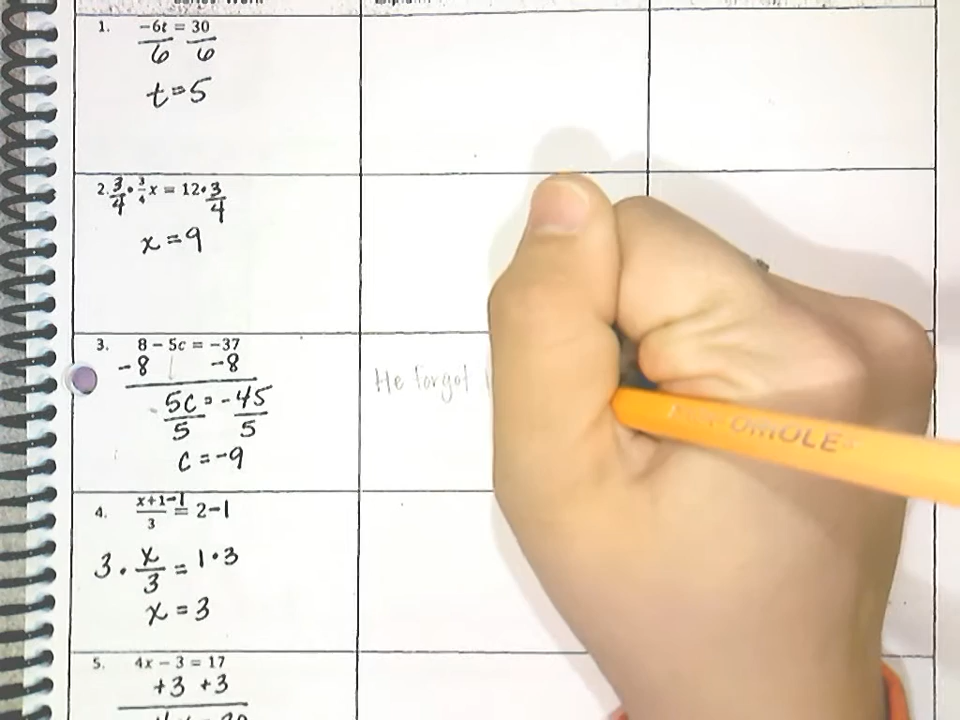 1. -6t = 30
6 6
t = 5
2. 3/4 • 3/4 x = 12 • 3/4
x = 9
3. 8 - 5c = -37
-8 -8
5c = -45
5 5
c = -9
He forgot
4. x+1-1 = 2-1
3
3 • x/3 = 1 • 3
x = 3
5. 4x - 3 = 17
+3 +3